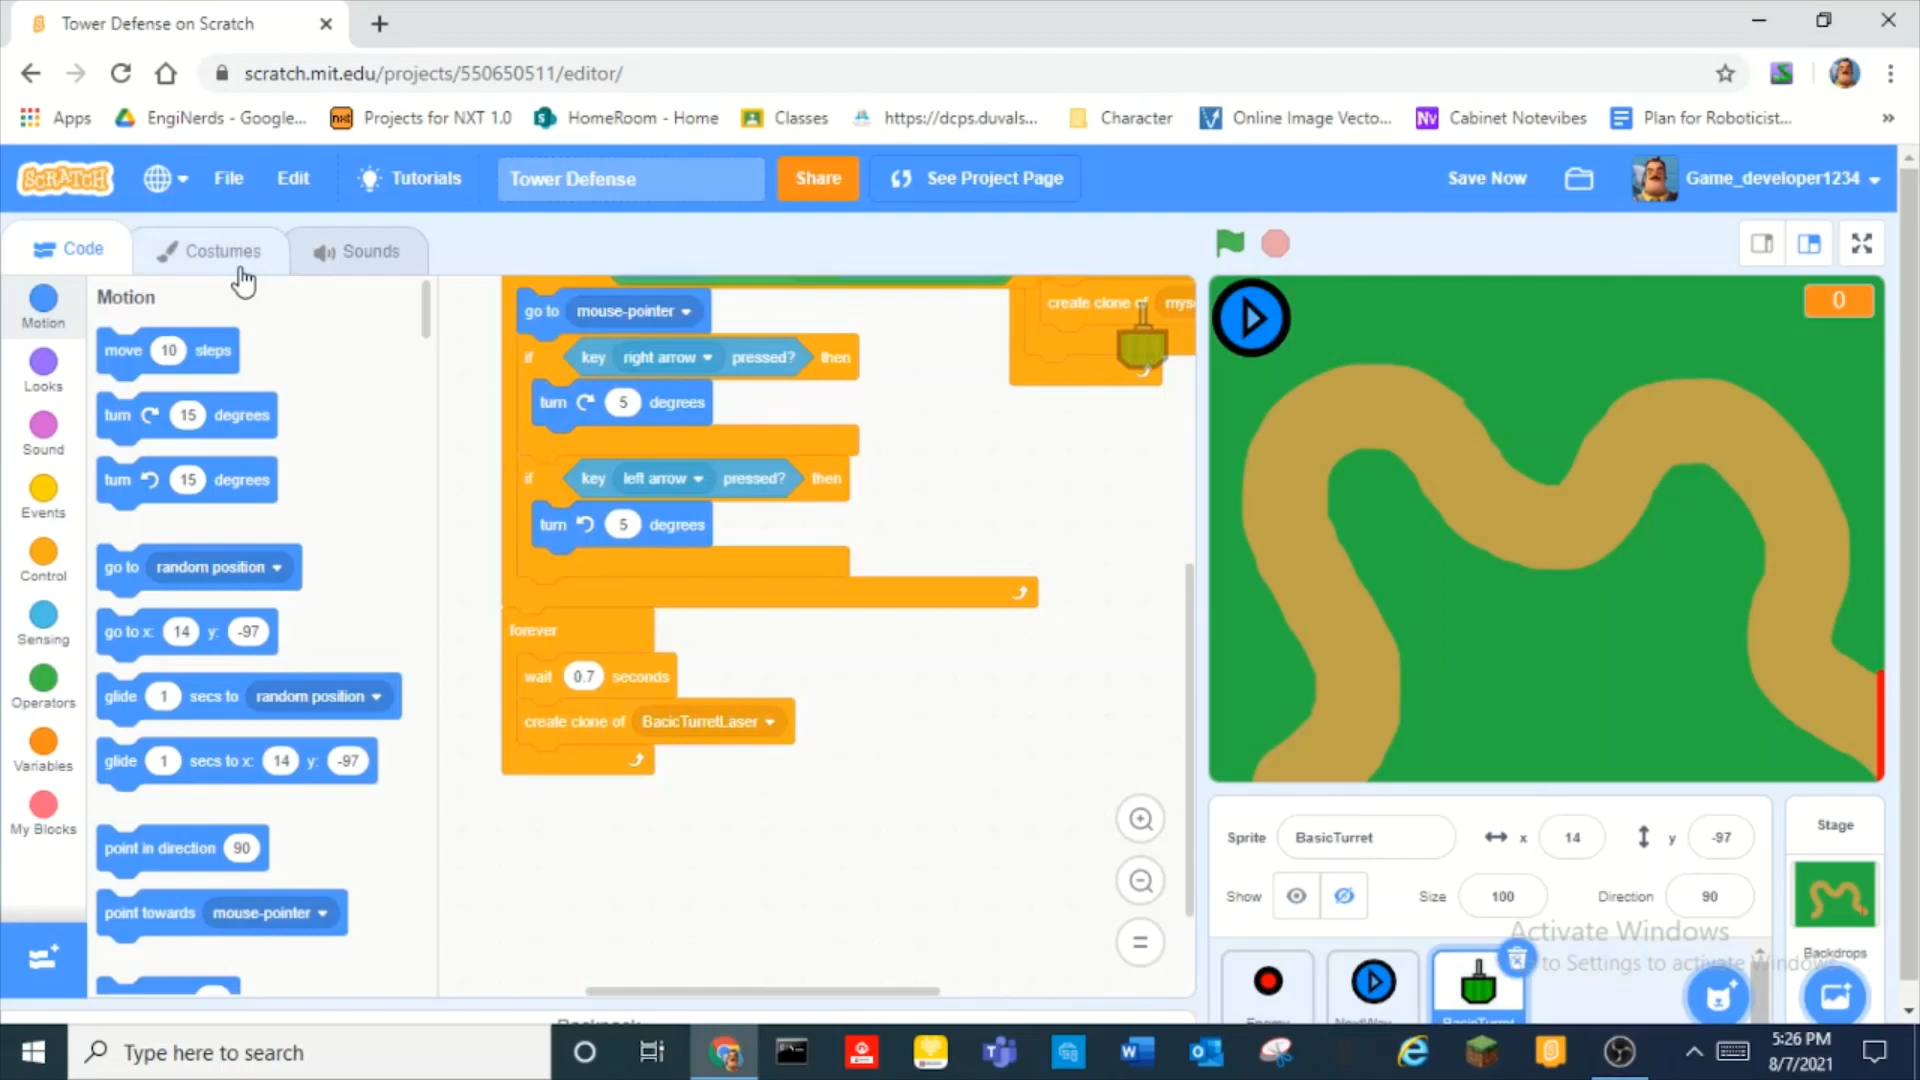 Tower Defense on Scratch
scratch.mit.edu/projects/550650511/editor/
Apps EngiNerds - Google... Projects for NXT 1.0 HomeRoom - Home Classes https://dcps.duvals... Character Online Image Vecto... Cabinet Notevibes Plan for Roboticist... »
SCRATCH File Edit Tutorials Tower Defense Share See Project Page Save Now Game_developer1234
Code Costumes Sounds
Motion
Looks
Sound
Events
Control
Sensing
Operators
Variables
My Blocks
Motion
move 10 steps
turn 15 degrees
turn 15 degrees
go to random position
go to x: 14 y: -97
glide 1 secs to random position
glide 1 secs to x: 14 y: -97
point in direction 90
point towards mouse-pointer
go to mouse-pointer
if key right arrow pressed? then
turn 5 degrees
if key left arrow pressed? then
turn 5 degrees
forever
wait 0.7 seconds
create clone of BacicTurretLaser
create clone of
0
Sprite BasicTurret x 14 y -97
Show Size 100 Direction 90
Stage
Backdrops
Activate Windows
to Settings to activate Windows.
Type here to search
5:26 PM
8/7/2021